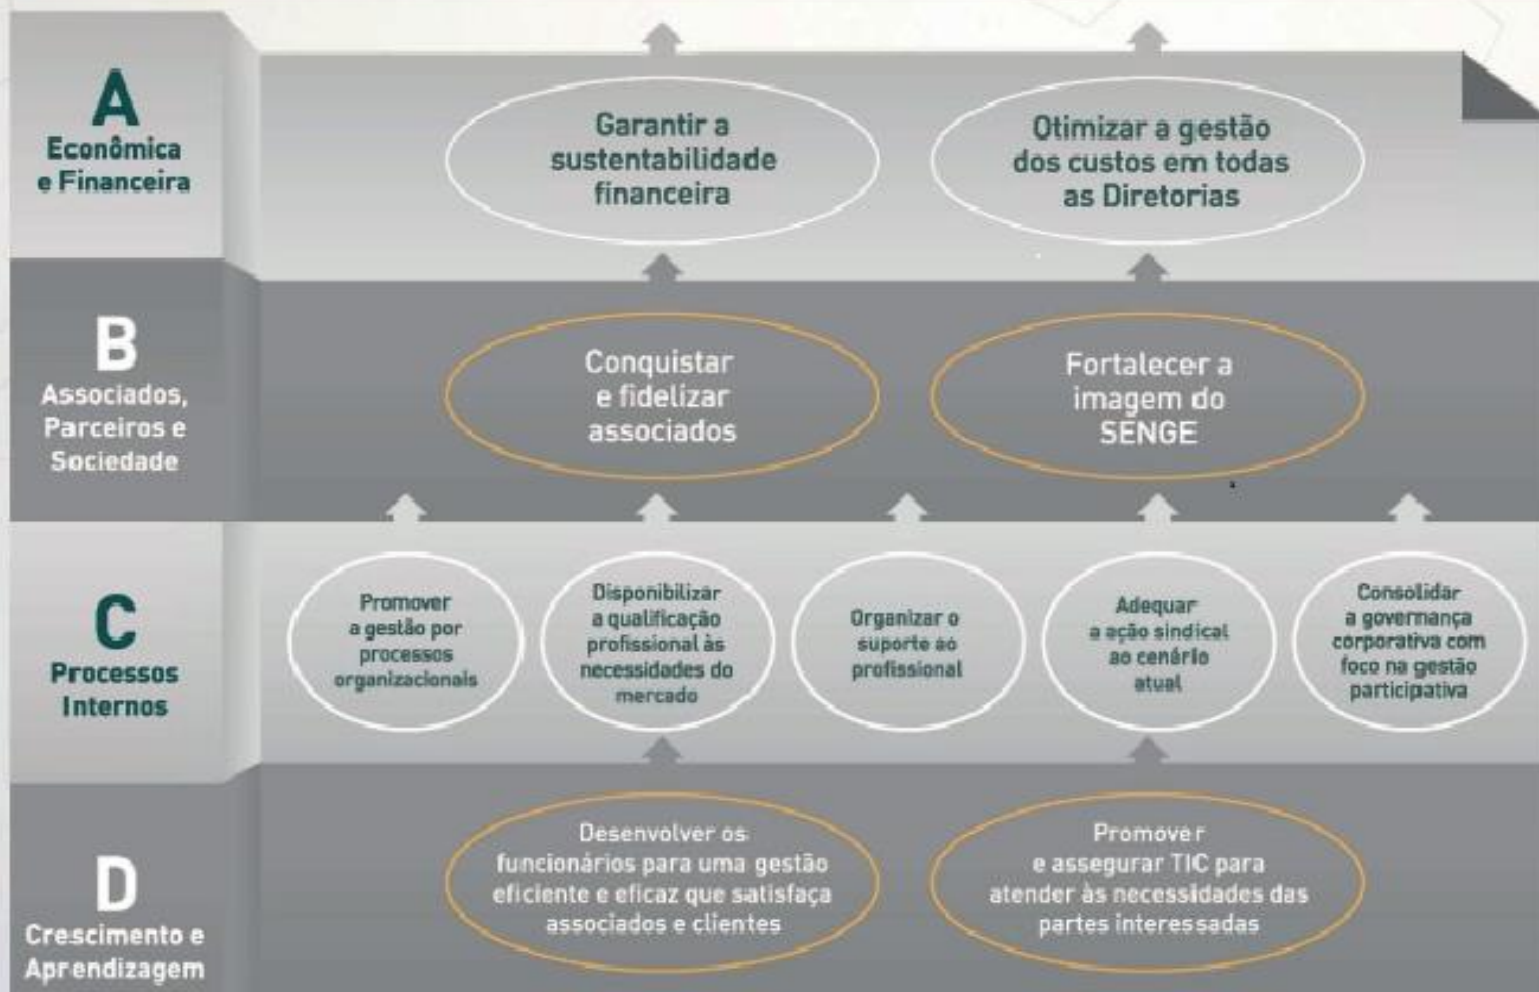 A
Econômica
e Financeira
Garantir a
sustentabilidade
financeira
Otimizar a gestão
dos custos em todas
as Diretorias
B
Associados,
Parceiros e
Sociedade
Conquistar
e fidelizar
associados
Fortalecer a
imagem do
SENGE
C
Processos
Internos
Promover
a gestão por
processos
organizacionais
Disponibilizar
a qualificação
profissional às
necessidades do
mercado
Organizar o
suporte ao
profissional
Adequar
a ação sindical
ao cenário
atual
Consolidar
a governança
corporativa com
foco na gestão
participativa
D
Crescimento e
Aprendizagem
Desenvolver os
funcionários para uma gestão
eficiente e eficaz que satisfaça
associados e clientes
Promover
e assegurar TIC para
atender às necessidades das
partes interessadas